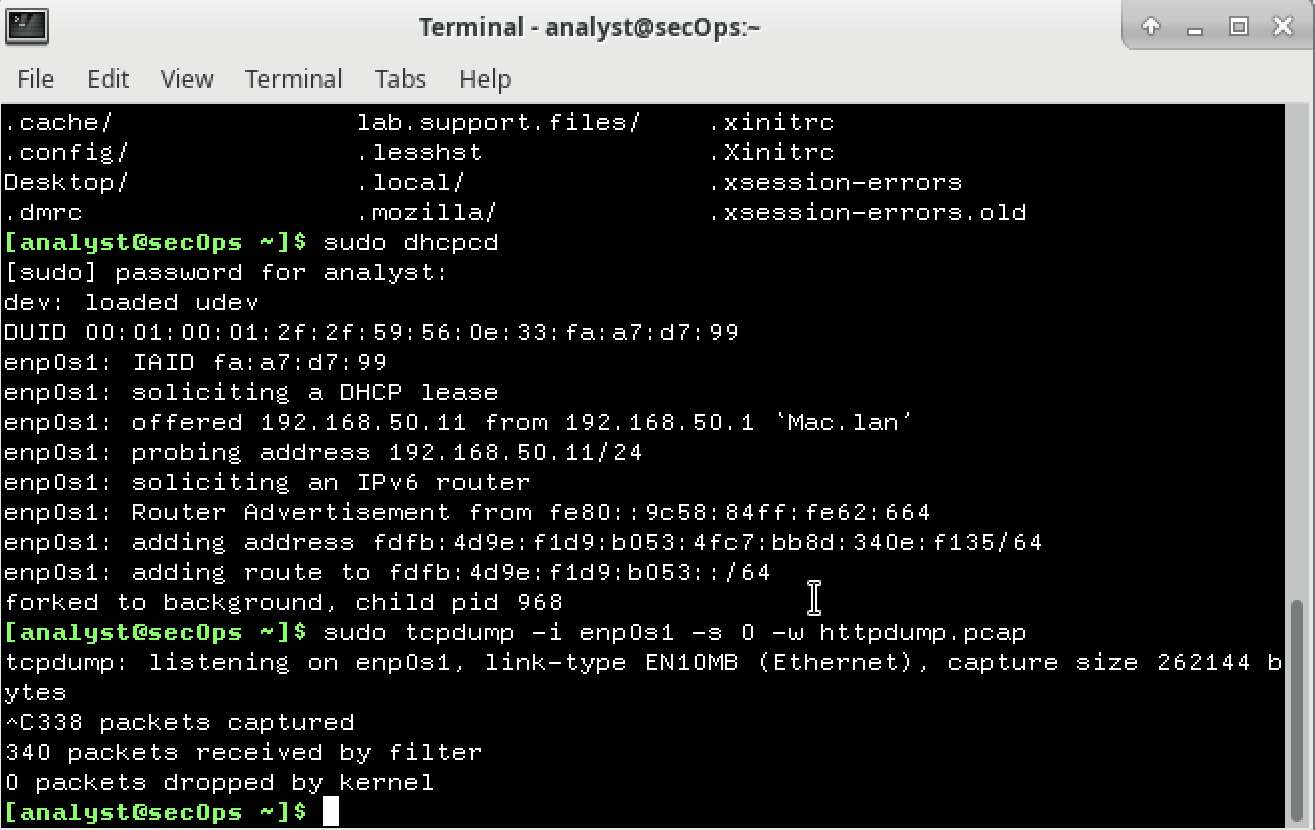 Terminal - analyst@secOps:~
File Edit View Terminal Tabs Help
.cache/ lab.support.files/ .xinitrc
.config/ .lesshst .Xinitrc
Desktop/ .local/ .xsession-errors
.dmrc .mozilla/ .xsession-errors.old
[analyst@secOps ~]$ sudo dhcpcd
[sudo] password for analyst:
dev: loaded udev
DUID 00:01:00:01:2f:2f:59:56:0e:33:fa:a7:d7:99
enp0s1: IAID fa:a7:d7:99
enp0s1: soliciting a DHCP lease
enp0s1: offered 192.168.50.11 from 192.168.50.1 `Mac.lan'
enp0s1: probing address 192.168.50.11/24
enp0s1: soliciting an IPv6 router
enp0s1: Router Advertisement from fe80::9c58:84ff:fe62:664
enp0s1: adding address fdfb:4d9e:f1d9:b053:4fc7:bb8d:340e:f135/64
enp0s1: adding route to fdfb:4d9e:f1d9:b053::/64
forked to background, child pid 968
[analyst@secOps ~]$ sudo tcpdump -i enp0s1 -s 0 -w httpdump.pcap
tcpdump: listening on enp0s1, link-type EN10MB (Ethernet), capture size 262144 b
ytes
^C338 packets captured
340 packets received by filter
0 packets dropped by kernel
[analyst@secOps ~]$